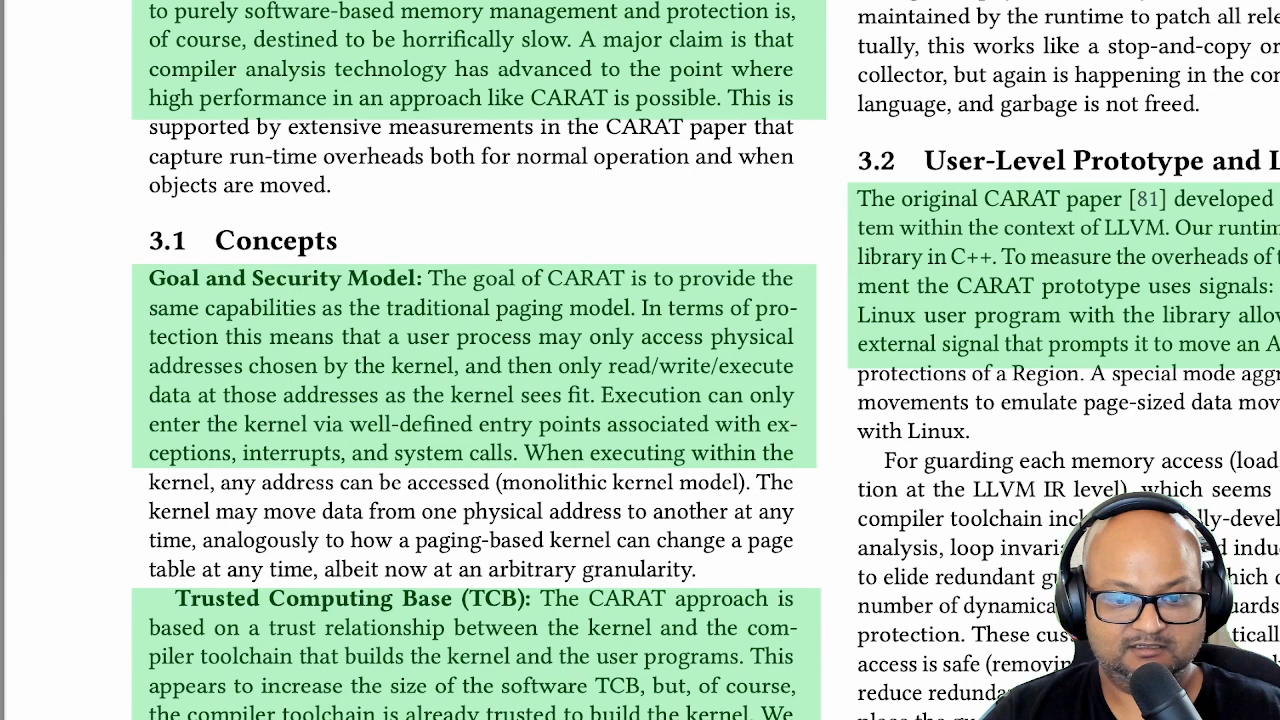 to purely software-based memory management and protection is,
of course, destined to be horrifically slow. A major claim is that
compiler analysis technology has advanced to the point where
high performance in an approach like CARAT is possible. This is
supported by extensive measurements in the CARAT paper that
capture run-time overheads both for normal operation and when
objects are moved.
3.1 Concepts
Goal and Security Model: The goal of CARAT is to provide the
same capabilities as the traditional paging model. In terms of pro-
tection this means that a user process may only access physical
addresses chosen by the kernel, and then only read/write/execute
data at those addresses as the kernel sees fit. Execution can only
enter the kernel via well-defined entry points associated with ex-
ceptions, interrupts, and system calls. When executing within the
kernel, any address can be accessed (monolithic kernel model). The
kernel may move data from one physical address to another at any
time, analogously to how a paging-based kernel can change a page
table at any time, albeit now at an arbitrary granularity.
Trusted Computing Base (TCB): The CARAT approach is
based on a trust relationship between the kernel and the com-
piler toolchain that builds the kernel and the user programs. This
appears to increase the size of the software TCB, but, of course,
the compiler toolchain is already trusted to build the kernel. We
maintained by the runtime to patch all rele
tually, this works like a stop-and-copy or
collector, but again is happening in the con
language, and garbage is not freed.
3.2 User-Level Prototype and L
The original CARAT paper [81] developed
tem within the context of LLVM. Our runtim
library in C++. To measure the overheads of t
ment the CARAT prototype uses signals:
Linux user program with the library allow
external signal that prompts it to move an A
protections of a Region. A special mode aggr
movements to emulate page-sized data mov
with Linux.
For guarding each memory access (load,
tion at the LLVM IR level), which seems
compiler toolchain incl lly-devel
analysis, loop invaria d indu
to elide redundant gu hich c
number of dynamica uards
protection. These cus tically
access is safe (removin
reduce redunda